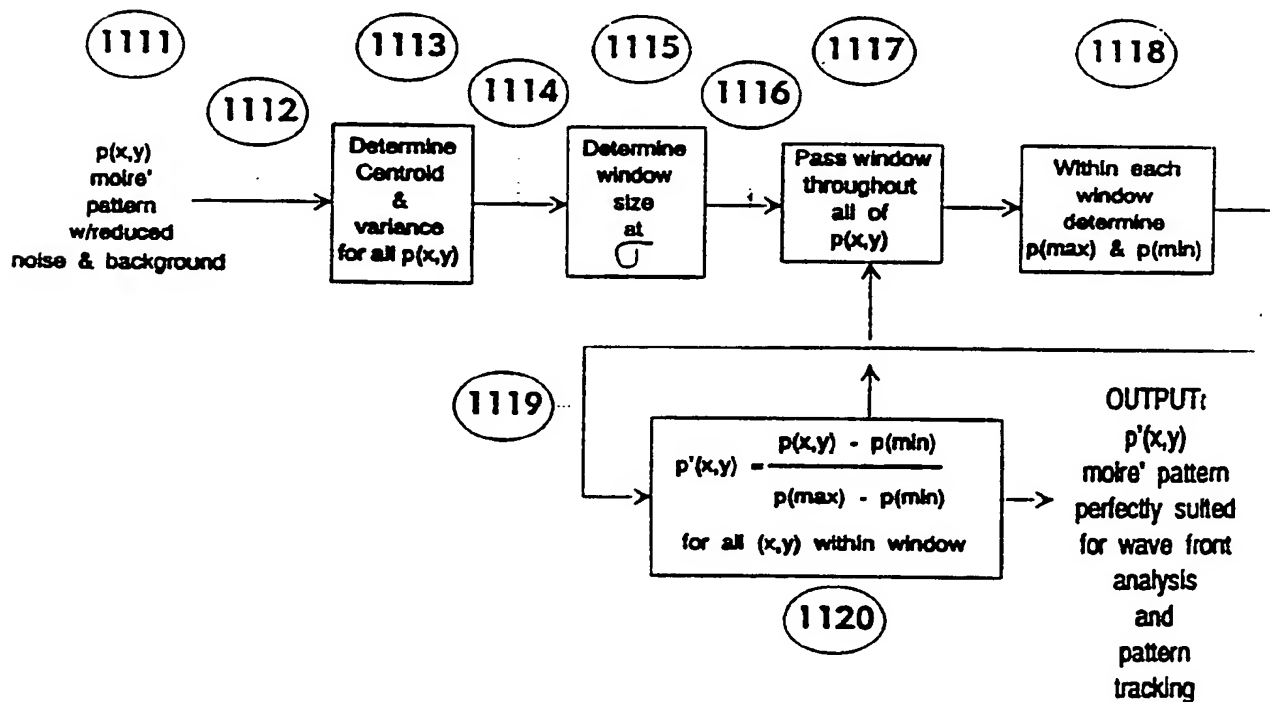 1111
1112
1113
1114
1115
1116
1117
1118
p(x,y)
moire'
pattern
w/reduced
noise & background
Determine
Centroid
&
variance
for all p(x,y)
Determine
window
size
at
σ
Pass window
throughout
all of
p(x,y)
Within each
window
determine
p(max) & p(min)
1119
p'(x,y) = p(x,y) - p(min)
p(max) - p(min)
for all (x,y) within window
1120
OUTPUT:
p'(x,y)
moire' pattern
perfectly suited
for wave front
analysis
and
pattern
tracking